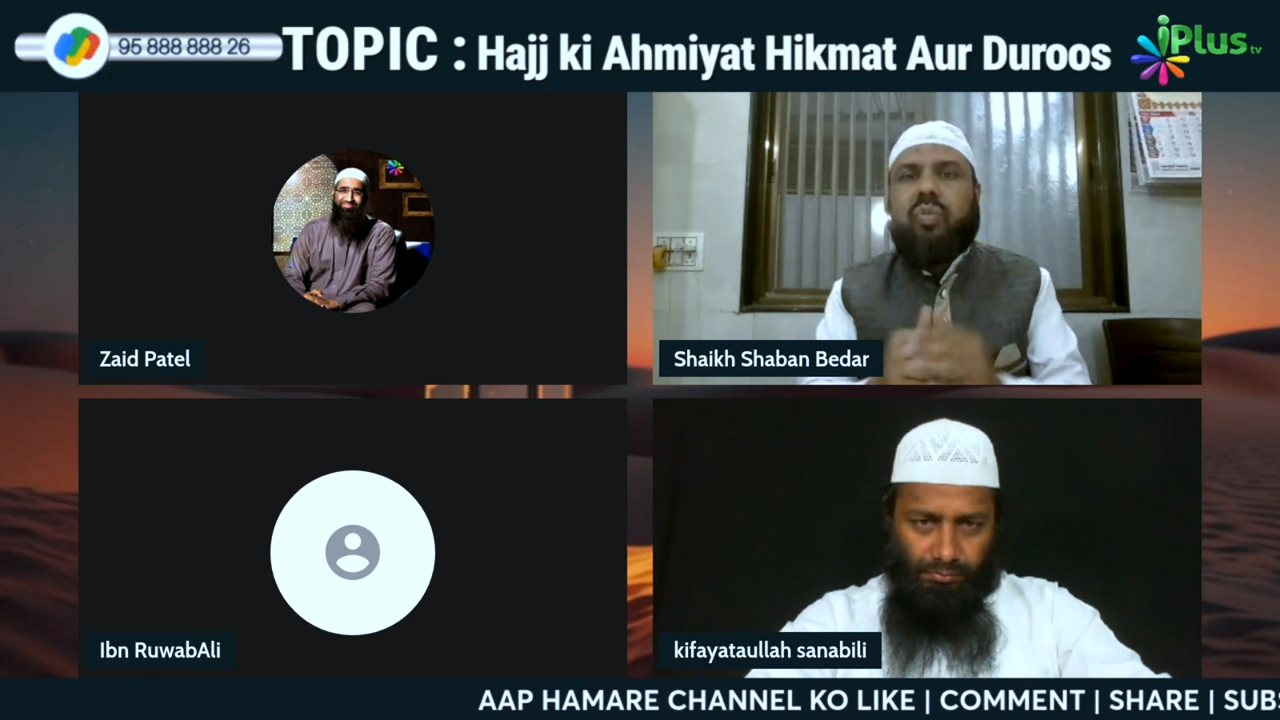 95 888 888 26
TOPIC : Hajj ki Ahmiyat Hikmat Aur Duroos
iPlus tv
Zaid Patel
Shaikh Shaban Bedar
Ibn RuwabAli
kifayataullah sanabili
AAP HAMARE CHANNEL KO LIKE | COMMENT | SHARE | SUBS